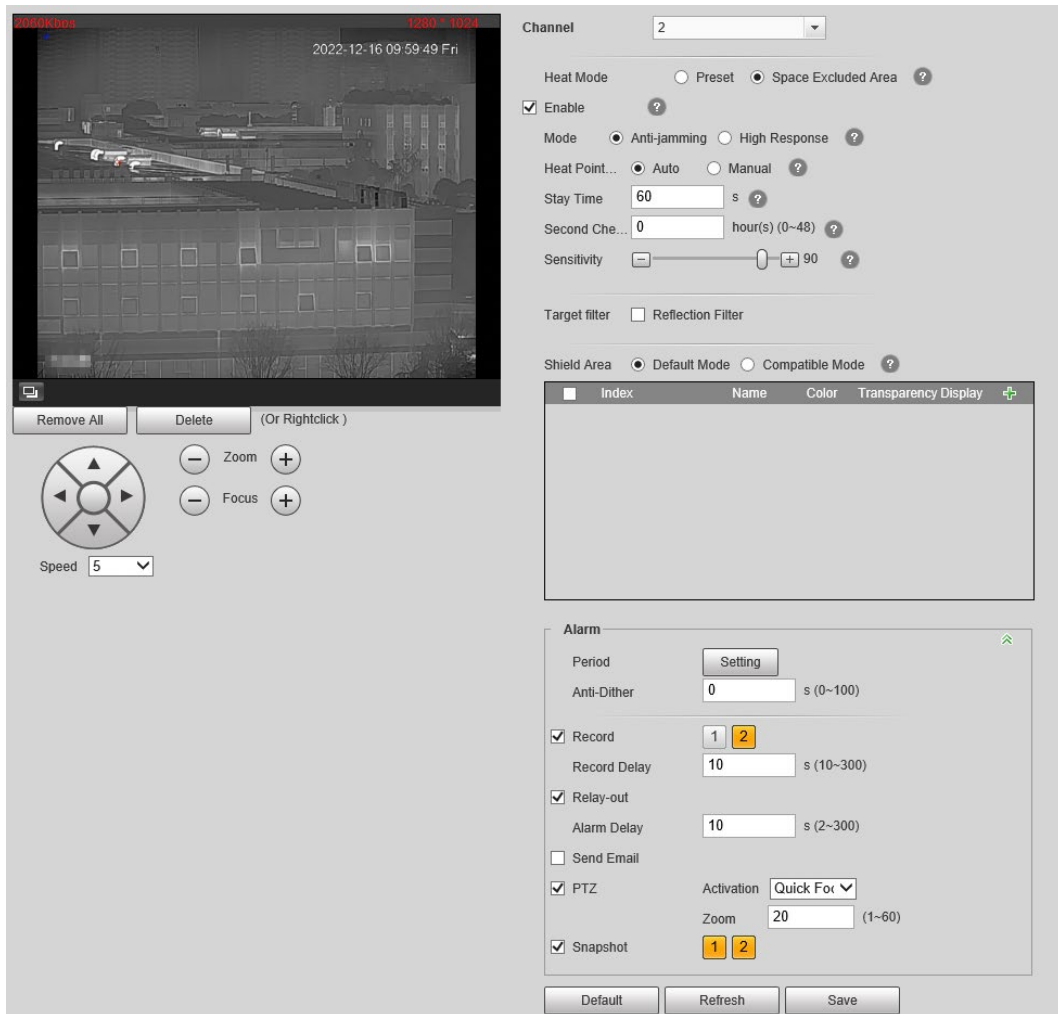 2060Kbps 1280 * 1024
2022-12-16 09:59:49 Fri
Remove All Delete (Or Rightclick )
Zoom
Focus
Speed 5
Channel 2
Heat Mode Preset Space Excluded Area ?
Enable ?
Mode Anti-jamming High Response ?
Heat Point... Auto Manual ?
Stay Time 60 s ?
Second Che... 0 hour(s) (0~48) ?
Sensitivity 90 ?
Target filter Reflection Filter
Shield Area Default Mode Compatible Mode ?
Index Name Color Transparency Display
Alarm
Period Setting
Anti-Dither 0 s (0~100)
Record 1 2
Record Delay 10 s (10~300)
Relay-out
Alarm Delay 10 s (2~300)
Send Email
PTZ Activation Quick Foc
Zoom 20 (1~60)
Snapshot 1 2
Default Refresh Save